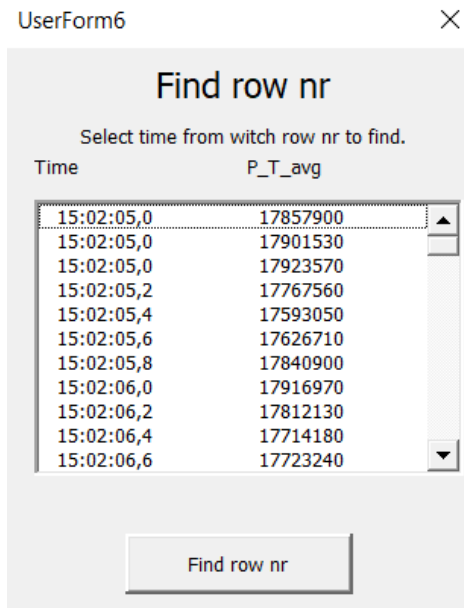 UserForm6
Find row nr
Select time from witch row nr to find.
Time P_T_avg
15:02:05,0 17857900
15:02:05,0 17901530
15:02:05,0 17923570
15:02:05,2 17767560
15:02:05,4 17593050
15:02:05,6 17626710
15:02:05,8 17840900
15:02:06,0 17916970
15:02:06,2 17812130
15:02:06,4 17714180
15:02:06,6 17723240
Find row nr